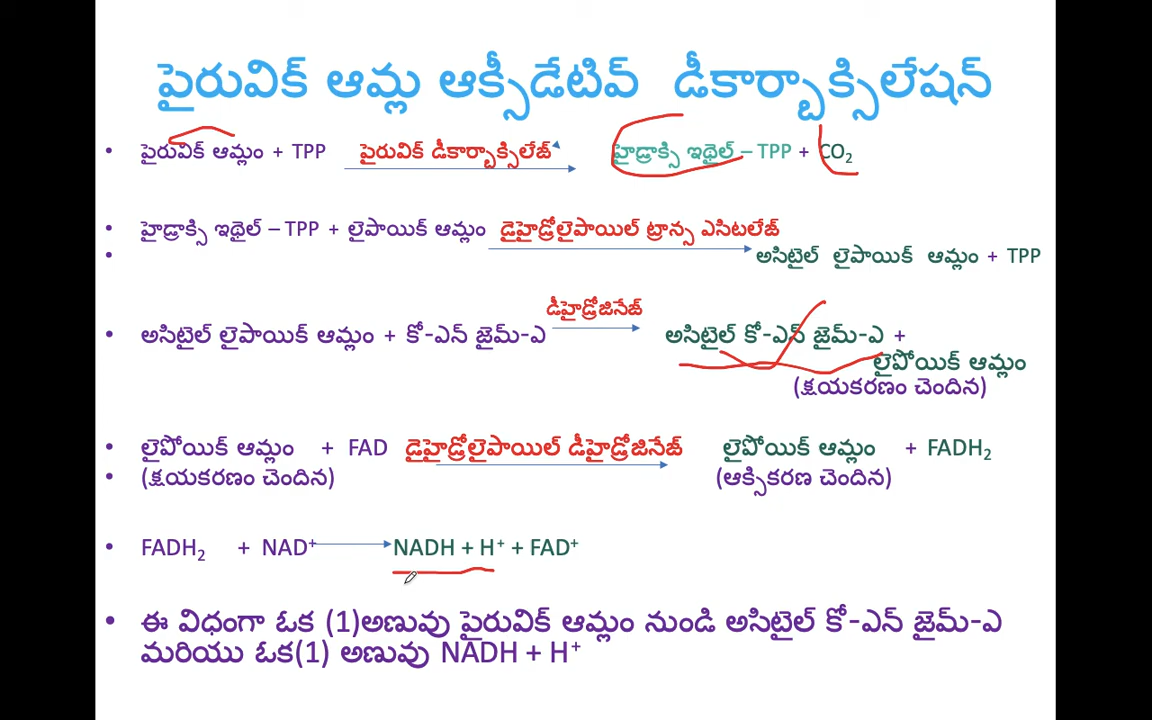 పైరువిక్ ఆమ్ల ఆక్సీడేటివ్ డీకార్బాక్సిలేషన్
• పైరువిక్ ఆమ్లం + TPP పైరువిక్ డీకార్బాక్సిలేజ్ హైడ్రాక్సి ఇథైల్ – TPP + CO₂
• హైడ్రాక్సి ఇథైల్ – TPP + లైపాయిక్ ఆమ్లం డైహైడ్రోలైపాయిల్ ట్రాన్స ఎసిటలేజ్
• అసిటైల్ లైపాయిక్ ఆమ్లం + TPP
డీహైడ్రోజినేజ్
• అసిటైల్ లైపాయిక్ ఆమ్లం + కో-ఎన్ జైమ్-ఎ అసిటైల్ కో-ఎన్ జైమ్-ఎ +
లైపోయిక్ ఆమ్లం
(క్షయకరణం చెందిన)
• లైపోయిక్ ఆమ్లం + FAD డైహైడ్రోలైపాయిల్ డీహైడ్రోజినేజ్ లైపోయిక్ ఆమ్లం + FADH₂
• (క్షయకరణం చెందిన) (ఆక్సికరణ చెందిన)
• FADH₂ + NAD⁺ NADH + H⁺ + FAD⁺
• ఈ విధంగా ఓక (1)అణువు పైరువిక్ ఆమ్లం నుండి అసిటైల్ కో-ఎన్ జైమ్-ఎ
మరియు ఓక(1) అణువు NADH + H⁺